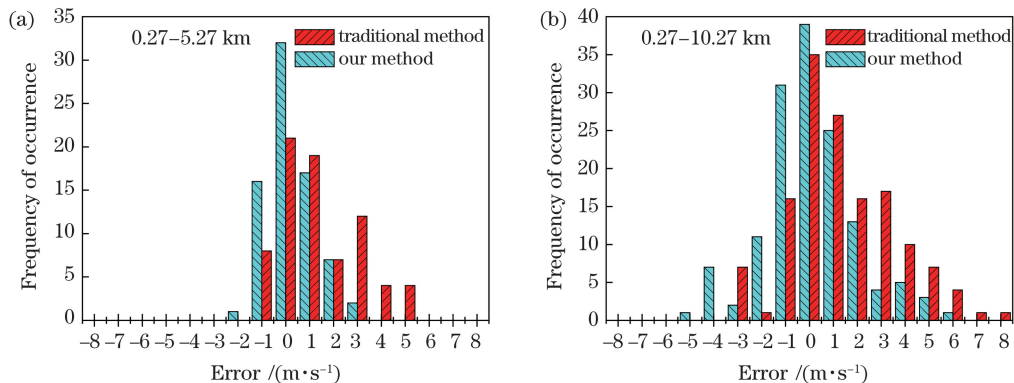 (a)
35
30
25
20
15
10
5
0
Frequency of occurrence
0.27–5.27 km
traditional method
our method
−8 −7 −6 −5 −4 −3 −2 −1 0 1 2 3 4 5 6 7 8
Error /(m·s⁻¹)
(b)
40
35
30
25
20
15
10
5
0
Frequency of occurrence
0.27–10.27 km
traditional method
our method
−8 −7 −6 −5 −4 −3 −2 −1 0 1 2 3 4 5 6 7 8
Error /(m·s⁻¹)